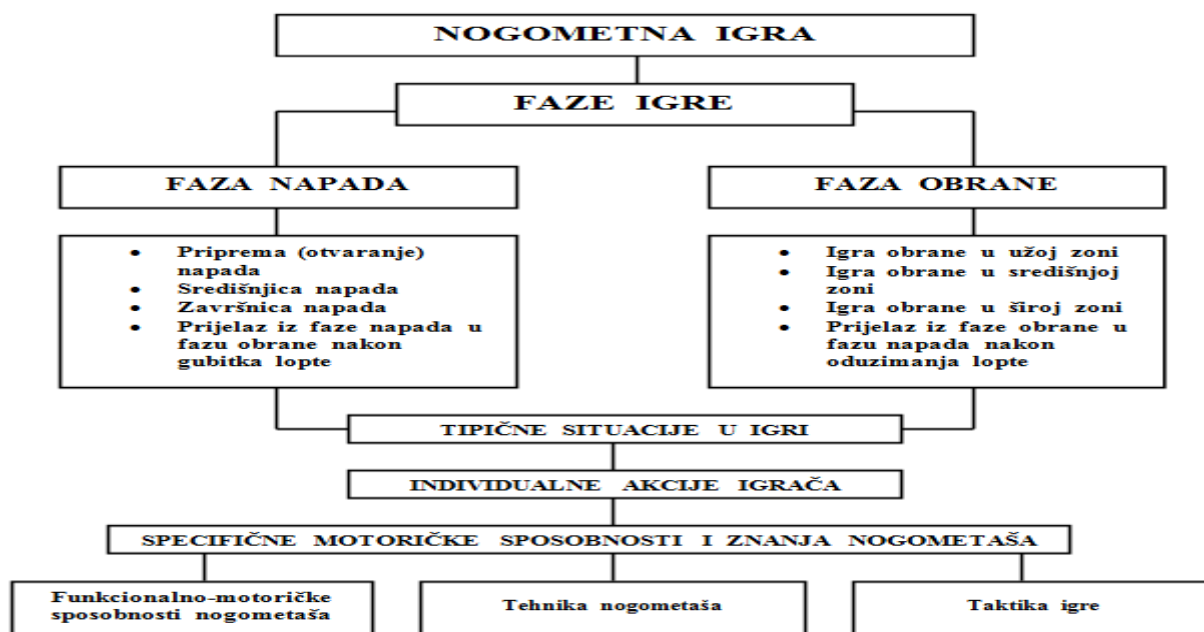 NOGOMETNA IGRA
FAZE IGRE
FAZA NAPADA
• Priprema (otvaranje)
napada
• Središnjica napada
• Završnica napada
• Prijelaz iz faze napada u
fazu obrane nakon
gubitka lopte
FAZA OBRANE
• Igra obrane u užoj zoni
• Igra obrane u središnjoj
zoni
• Igra obrane u široj zoni
• Prijelaz iz faze obrane u
fazu napada nakon
oduzimanja lopte
TIPIČNE SITUACIJE U IGRI
INDIVIDUALNE AKCIJE IGRAČA
SPECIFIČNE MOTORIČKE SPOSOBNOSTI I ZNANJA NOGOMETAŠA
Funkcionalno-motoričke
sposobnosti nogometaša
Tehnika nogometaša
Taktika igre